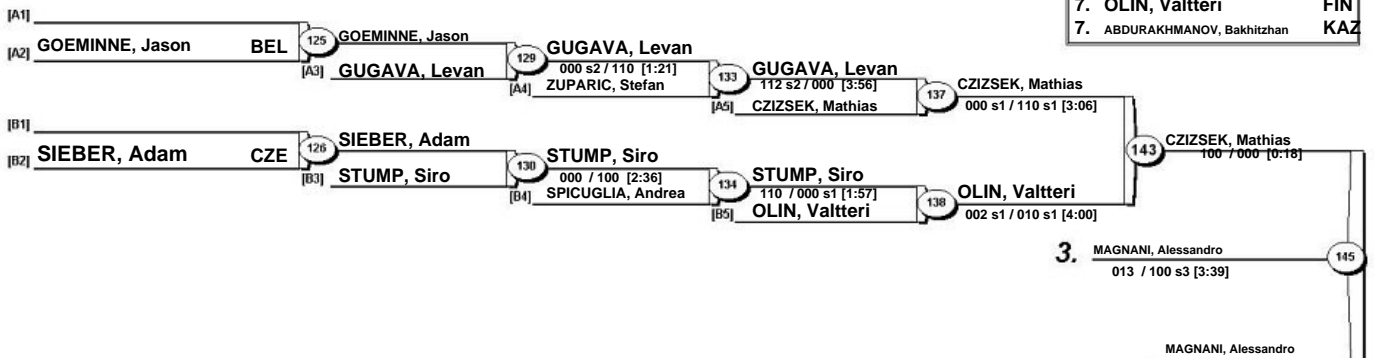 7. OLIN, Valtteri FIN
7. ABDURAKHMANOV, Bakhitzhan KAZ
[A1]
[A2] GOEMINNE, Jason BEL
125
GOEMINNE, Jason
[A3] GUGAVA, Levan
129
GUGAVA, Levan
000 s2 / 110 [1:21]
[A4] ZUPARIC, Stefan
133
GUGAVA, Levan
112 s2 / 000 [3:56]
[A5] CZIZSEK, Mathias
137
CZIZSEK, Mathias
000 s1 / 110 s1 [3:06]
[B1]
[B2] SIEBER, Adam CZE
126
SIEBER, Adam
[B3] STUMP, Siro
130
STUMP, Siro
000 / 100 [2:36]
[B4] SPICUGLIA, Andrea
134
STUMP, Siro
110 / 000 s1 [1:57]
[B5] OLIN, Valtteri
138
OLIN, Valtteri
002 s1 / 010 s1 [4:00]
143
CZIZSEK, Mathias
100 / 000 [0:18]
3. MAGNANI, Alessandro
013 / 100 s3 [3:39]
145
MAGNANI, Alessandro